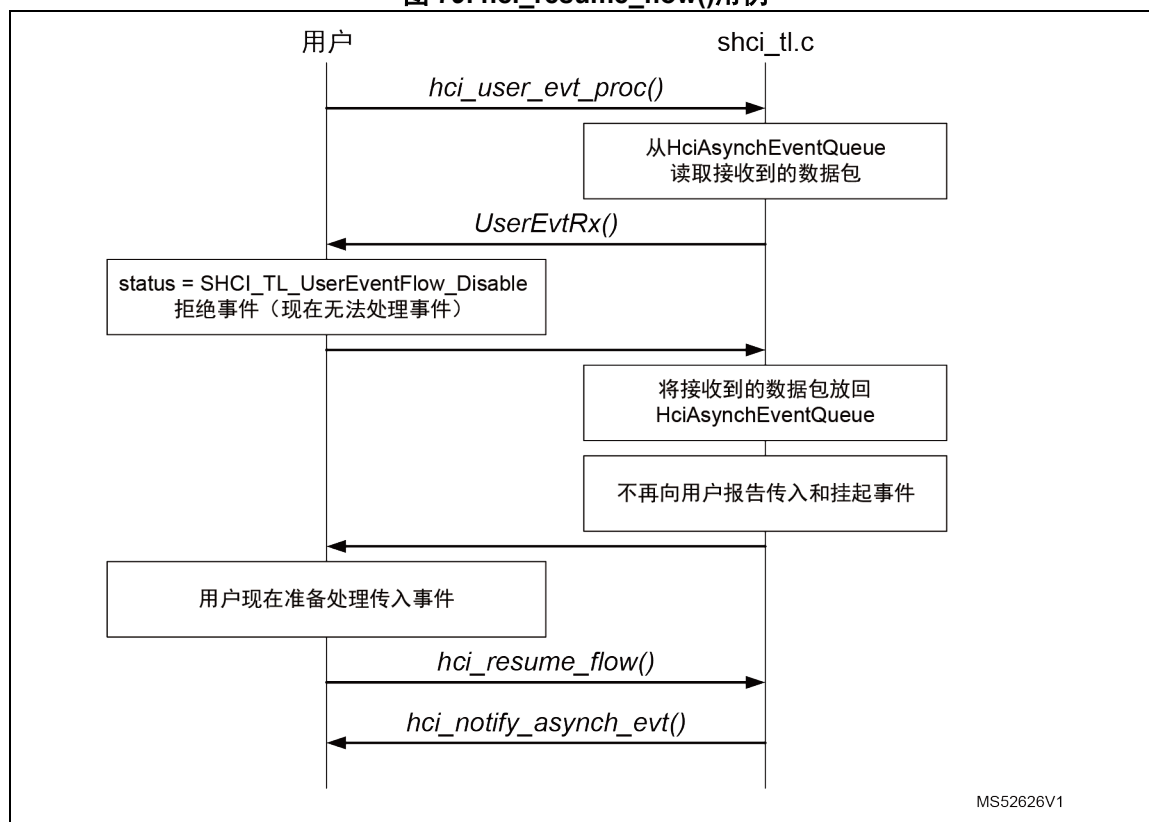 用户
shci_tl.c
hci_user_evt_proc()
从HciAsynchEventQueue
读取接收到的数据包
UserEvtRx()
status = SHCI_TL_UserEventFlow_Disable
拒绝事件（现在无法处理事件）
将接收到的数据包放回
HciAsynchEventQueue
不再向用户报告传入和挂起事件
用户现在准备处理传入事件
hci_resume_flow()
hci_notify_asynch_evt()
MS52626V1